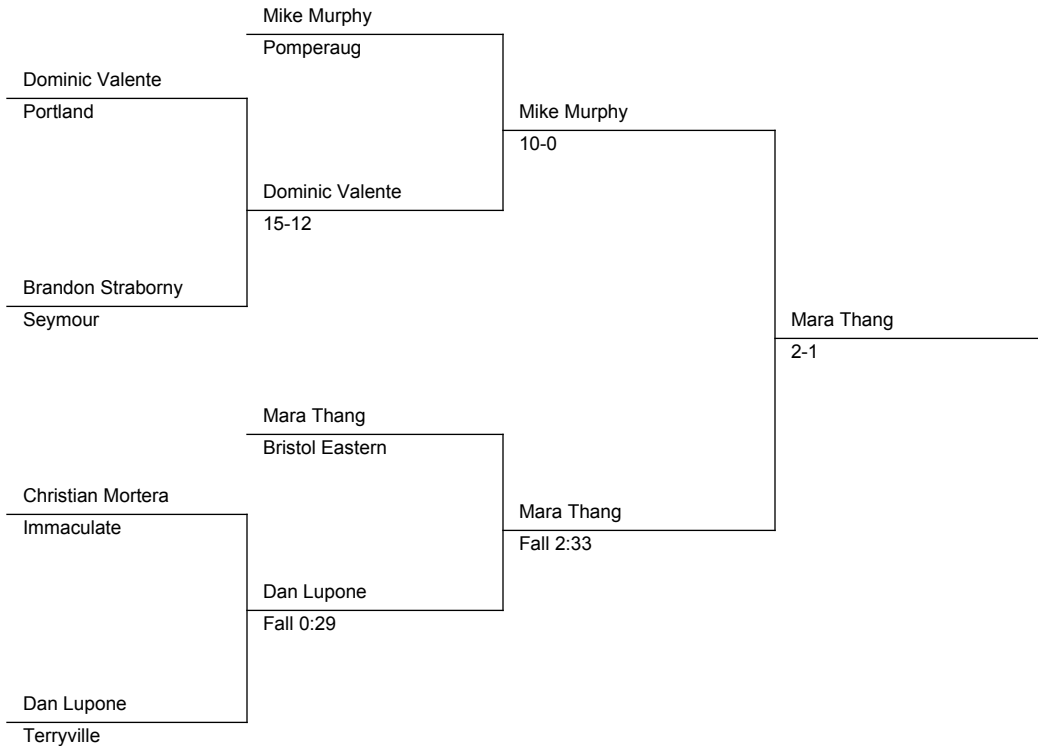 Mike Murphy
Pomperaug
Dominic Valente
Portland
Mike Murphy
10-0
Dominic Valente
15-12
Brandon Straborny
Seymour
Mara Thang
2-1
Mara Thang
Bristol Eastern
Christian Mortera
Immaculate
Mara Thang
Fall 2:33
Dan Lupone
Fall 0:29
Dan Lupone
Terryville